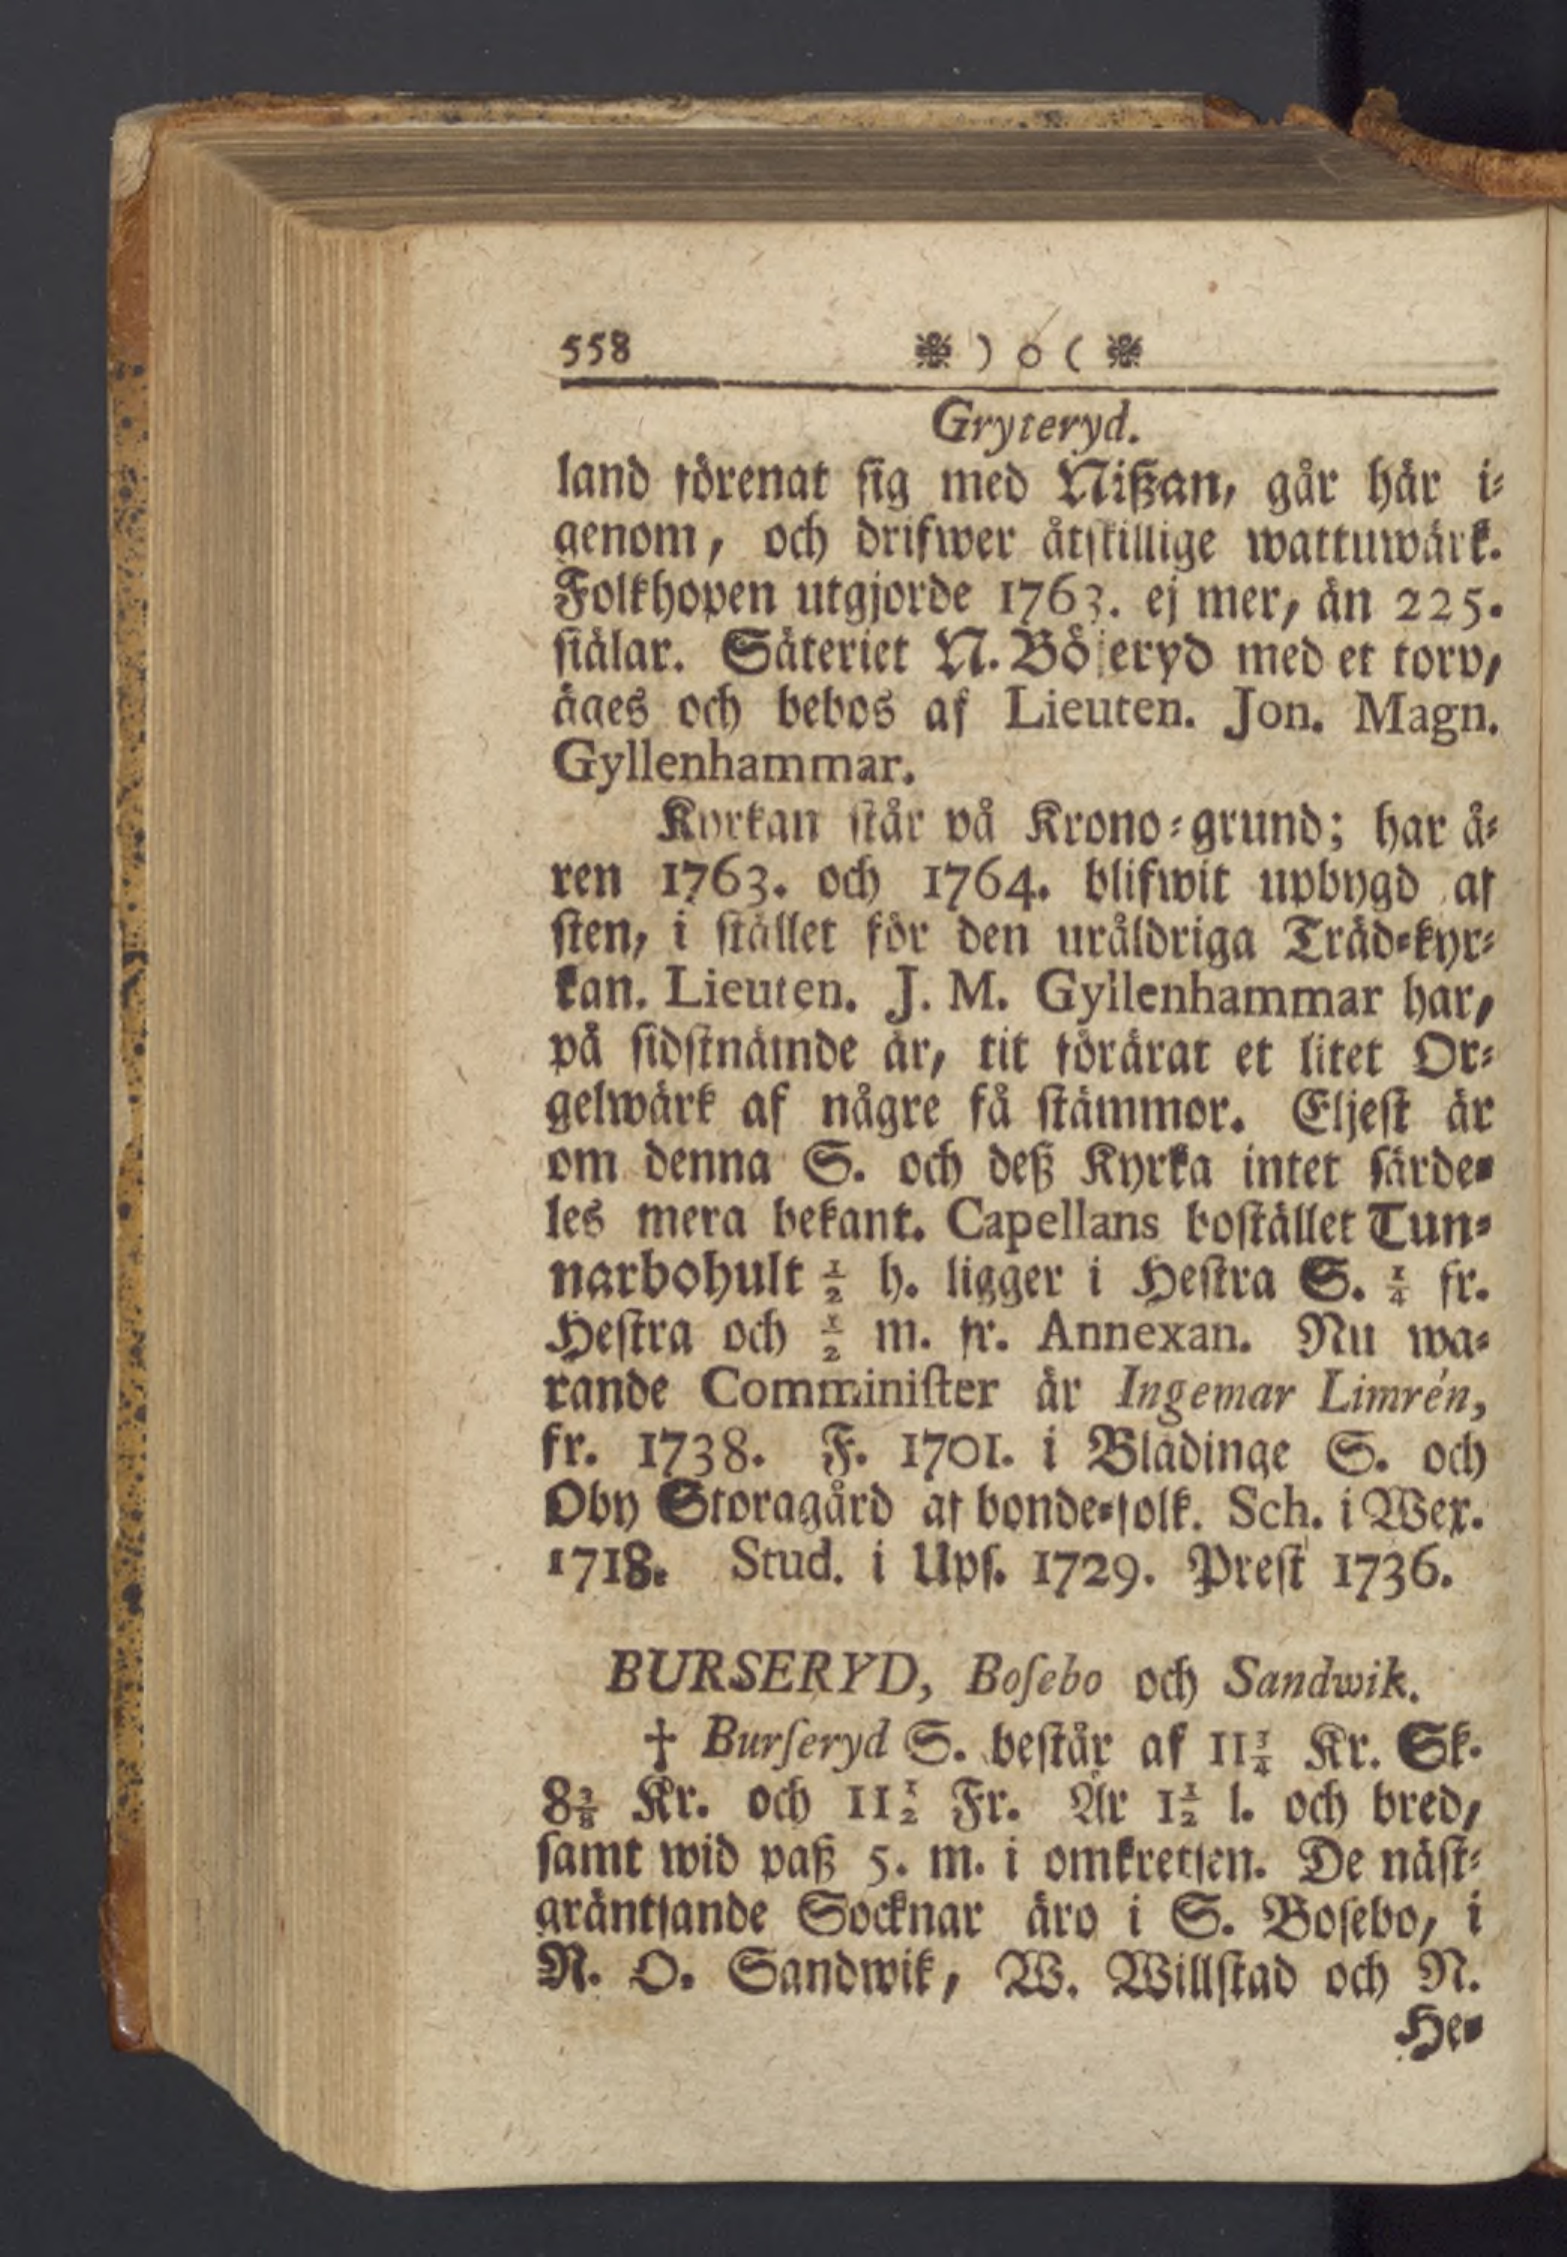 558 ❋ ) o ( ❋
Gryteryd.
land förenat sig med Nißan, går här i-
genom, och drifwer åtskillige wattuwärk.
Folkhopen utgjorde 1763. ej mer, än 225.
siälar. Säteriet N. Böjeryd med et torp,
äges och bebos af Lieuten. Jon. Magn.
Gyllenhammar.
Kyrkan står på Krono-grund; har å-
ren 1763. och 1764. blifwit upbygd af
sten, i stället för den uråldriga Träd-kyr-
kan. Lieuten. J. M. Gyllenhammar har,
på sidstnämde år, tit förärat et litet Or-
gelwärk af någre få stämmor. Eljest är
om denna S. och deß Kyrka intet särde-
les mera bekant. Capellans bostället Tun-
narbohult ½ h. ligger i Hestra S. ¼ fr.
Hestra och ½ m. fr. Annexan. Nu wa-
rande Comminister är Ingemar Limrén,
fr. 1738. F. 1701. i Blädinge S. och
Oby Storagård af bonde-folk. Sch. i Wex.
1718. Stud. i Ups. 1729. Prest 1736.
BURSERYD, Bosebo och Sandwik.
† Burseryd S. består af 11¾ Kr. Sk.
8⅜ Kr. och 11½ Fr. Är 1½ l. och bred,
samt wid paß 5. m. i omkretsen. De näst-
gräntsande Socknar äro i S. Bosebo, i
N. O. Sandwik, W. Willstad och N.
He-